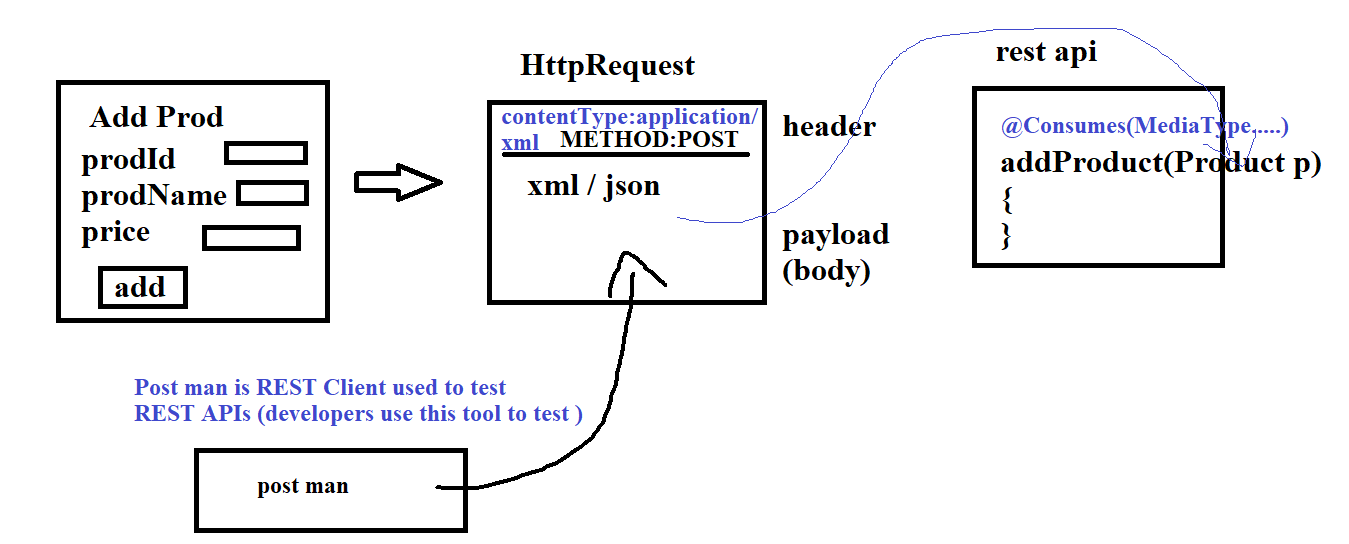 Add Prod
prodId
prodName
price
add
HttpRequest
contentType:application/
xml METHOD:POST
xml / json
header
payload
(body)
rest api
@Consumes(MediaType.....)
addProduct(Product p)
{
}
Post man is REST Client used to test
REST APIs (developers use this tool to test )
post man